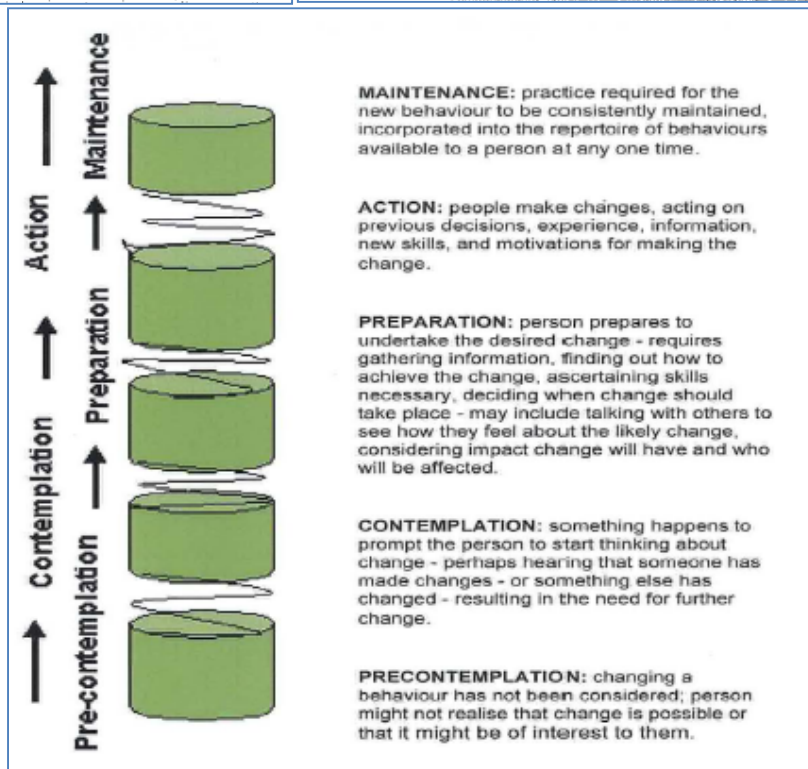 Maintenance
Action
Preparation
Contemplation
Pre-contemplation
MAINTENANCE: practice required for the
new behaviour to be consistently maintained,
incorporated into the repertoire of behaviours
available to a person at any one time.
ACTION: people make changes, acting on
previous decisions, experience, information,
new skills, and motivations for making the
change.
PREPARATION: person prepares to
undertake the desired change - requires
gathering information, finding out how to
achieve the change, ascertaining skills
necessary, deciding when change should
take place - may include talking with others to
see how they feel about the likely change,
considering impact change will have and who
will be affected.
CONTEMPLATION: something happens to
prompt the person to start thinking about
change - perhaps hearing that someone has
made changes - or something else has
changed - resulting in the need for further
change.
PRECONTEMPLATION: changing a
behaviour has not been considered; person
might not realise that change is possible or
that it might be of interest to them.